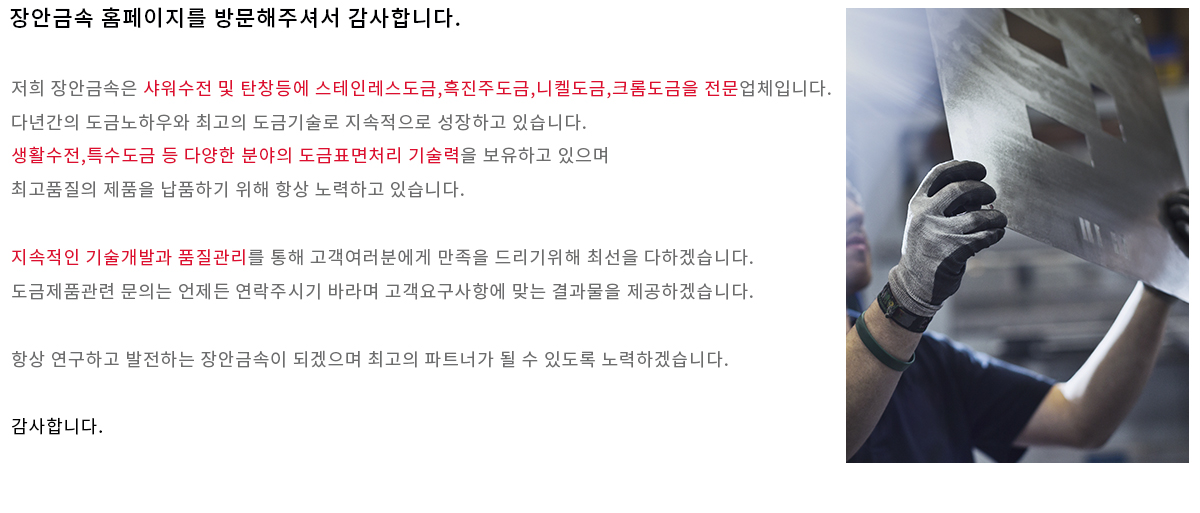 장안금속 홈페이지를 방문해주셔서 감사합니다.
저희 장안금속은 샤워수전 및 탄창등에 스테인레스도금,흑진주도금,니켈도금,크롬도금을 전문업체입니다.
다년간의 도금노하우와 최고의 도금기술로 지속적으로 성장하고 있습니다.
생활수전,특수도금 등 다양한 분야의 도금표면처리 기술력을 보유하고 있으며
최고품질의 제품을 납품하기 위해 항상 노력하고 있습니다.
지속적인 기술개발과 품질관리를 통해 고객여러분에게 만족을 드리기위해 최선을 다하겠습니다.
도금제품관련 문의는 언제든 연락주시기 바라며 고객요구사항에 맞는 결과물을 제공하겠습니다.
항상 연구하고 발전하는 장안금속이 되겠으며 최고의 파트너가 될 수 있도록 노력하겠습니다.
감사합니다.